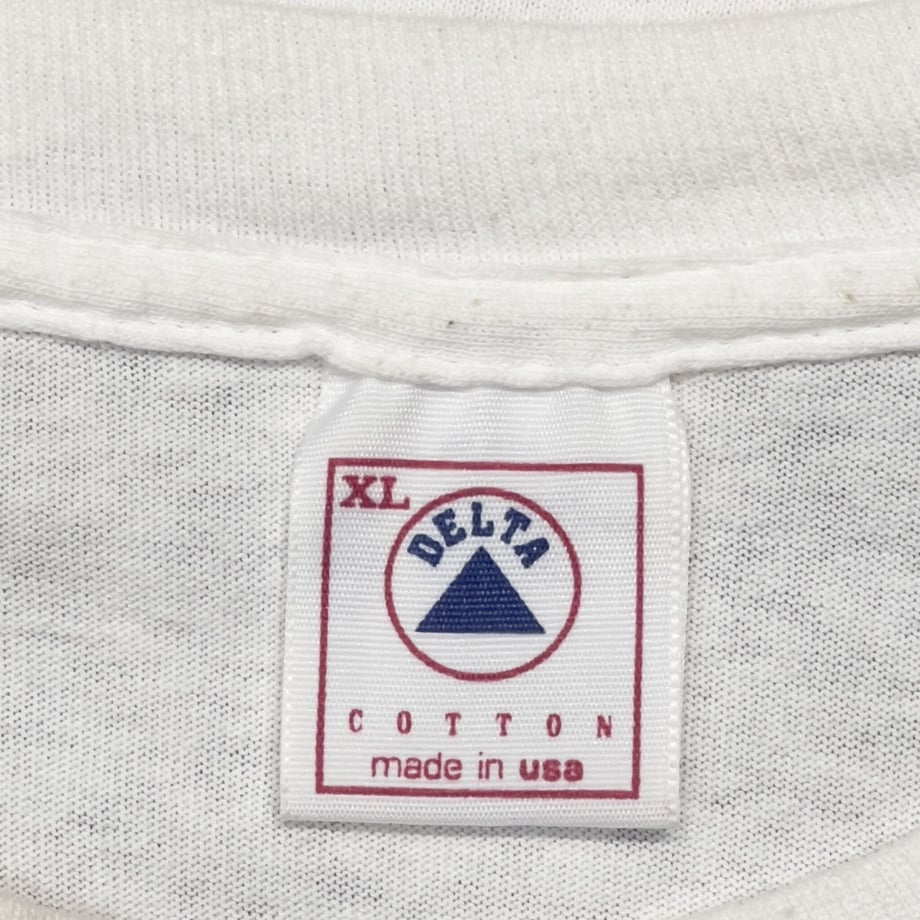 XL
DELTA
COTTON
made in usa